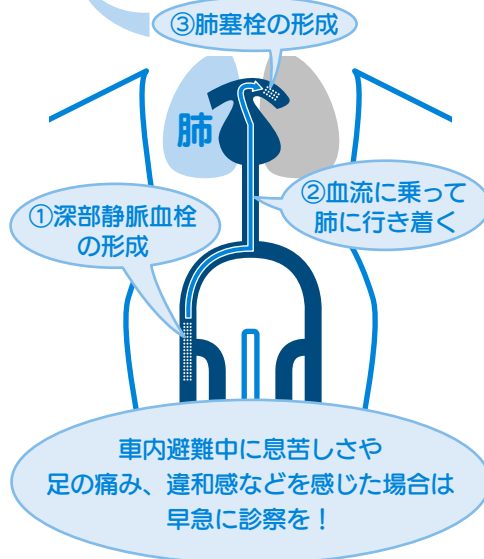 ③肺塞栓の形成
肺
②血流に乗って
肺に行き着く
①深部静脈血栓
の形成
車内避難中に息苦しさや
足の痛み、違和感などを感じた場合は
早急に診察を！